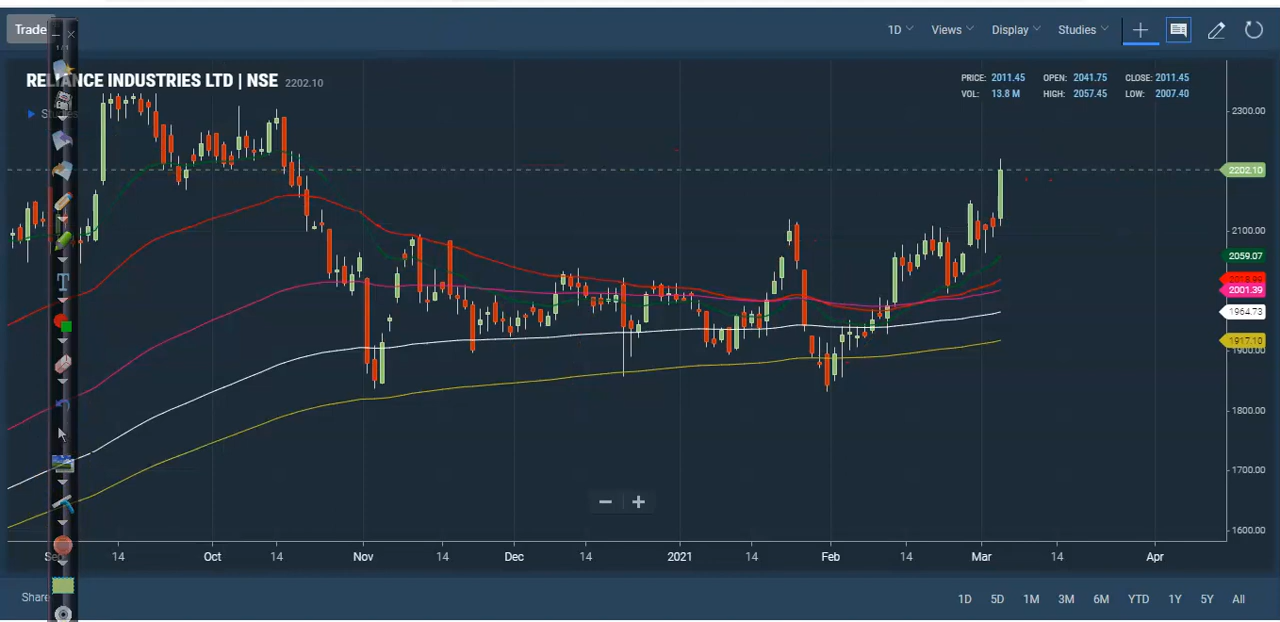 Trade
1D Views Display Studies
RELIANCE INDUSTRIES LTD | NSE 2202.10
PRICE: 2011.45 OPEN: 2041.75 CLOSE: 2011.45
VOL: 13.8 M HIGH: 2057.45 LOW: 2007.40
2300.00
2202.10
2100.00
2059.07
2001.39
1964.73
1917.10
1900.00
1800.00
1700.00
1600.00
14 Oct 14 Nov 14 Dec 14 2021 14 Feb 14 Mar 14 Apr
Share
1D 5D 1M 3M 6M YTD 1Y 5Y All